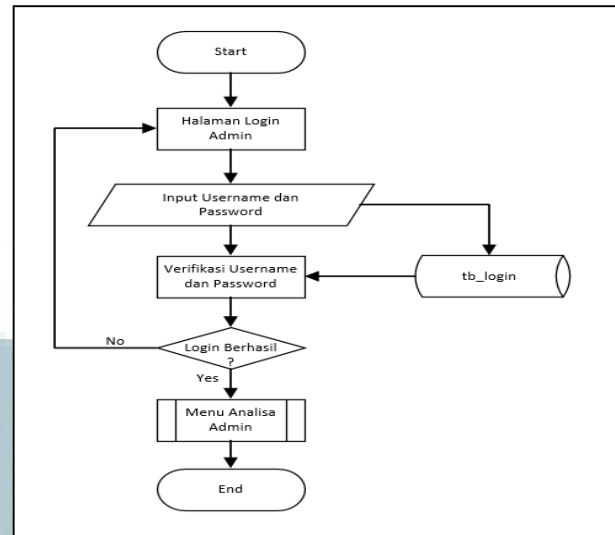 Start
Halaman Login
Admin
Input Username dan
Password
Verifikasi Username
dan Password
tb_login
Login Berhasil
?
No
Yes
Menu Analisa
Admin
End